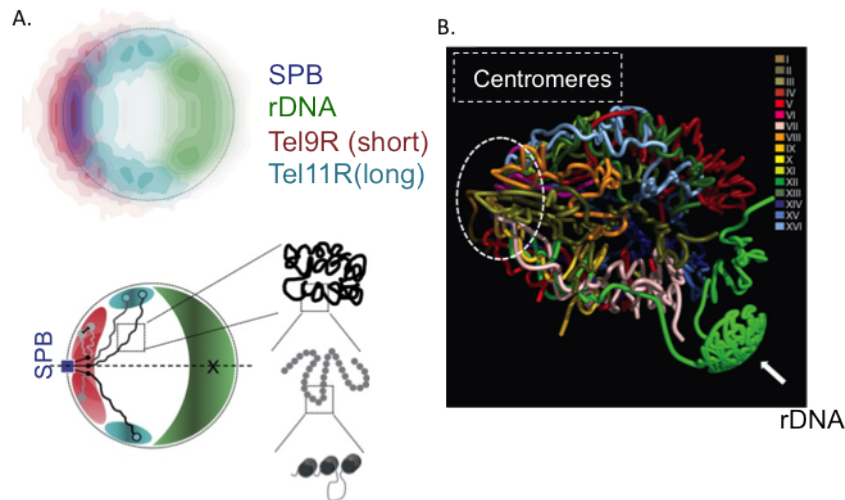 A.
SPB
rDNA
Tel9R (short)
Tel11R(long)
SPB
X
B.
Centromeres
I
II
III
IV
V
VI
VII
VIII
IX
X
XI
XII
XIII
XIV
XV
XVI
rDNA